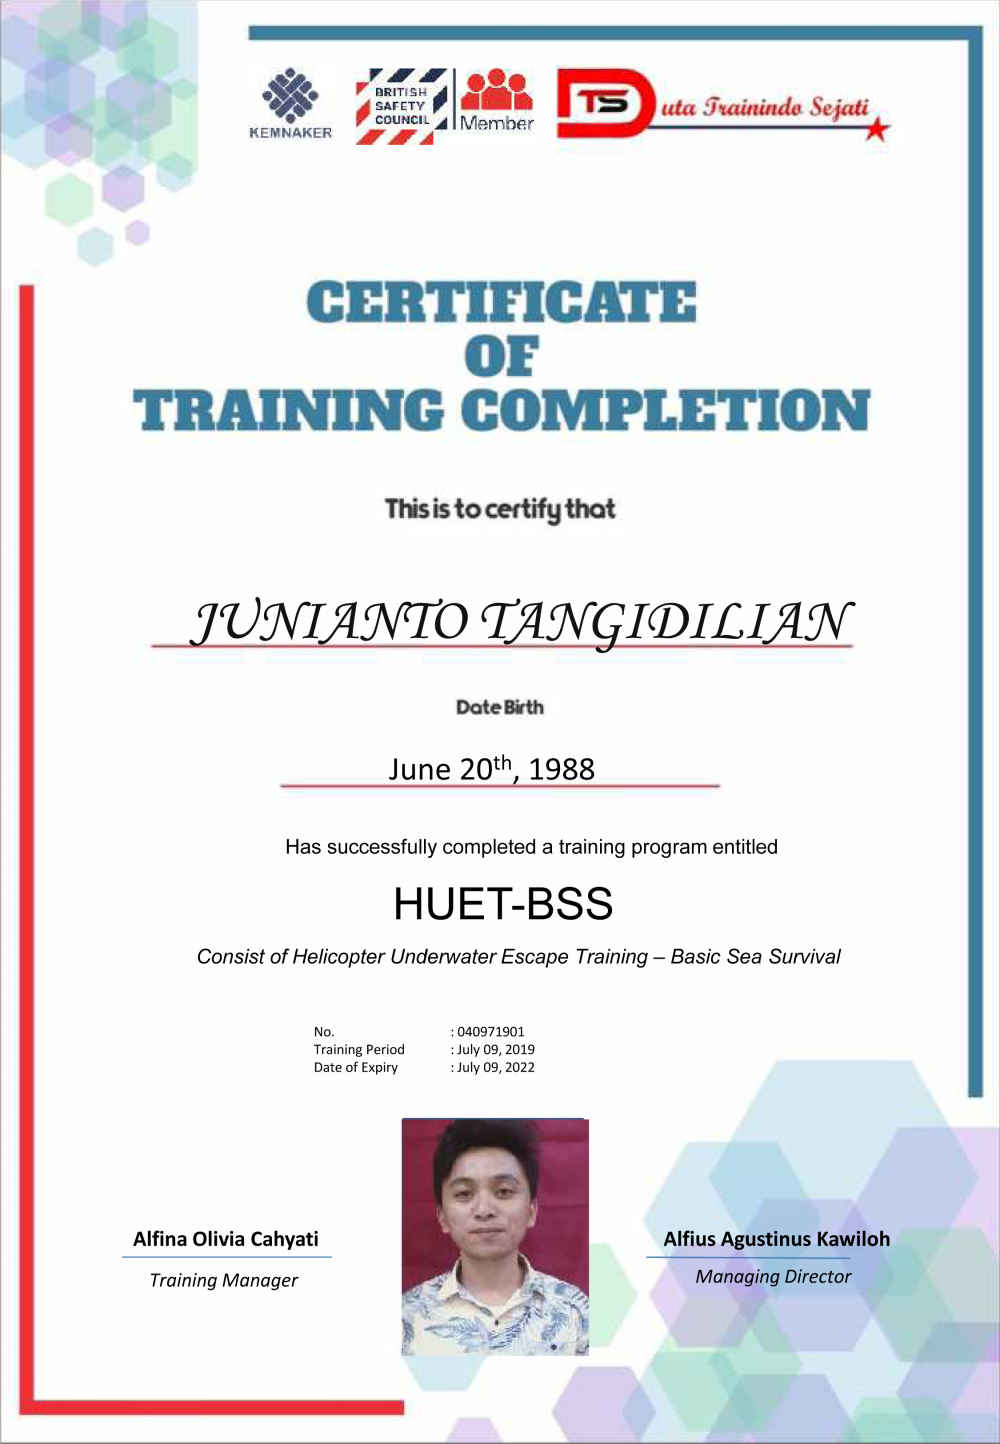 KEMNAKER
BRITISH
SAFETY
COUNCIL
Member
DTS
uta Trainindo Sejati
CERTIFICATE
OF
TRAINING COMPLETION
This is to certify that
JUNIANTO TANGIDILIAN
Date Birth
June 20th, 1988
Has successfully completed a training program entitled
HUET-BSS
Consist of Helicopter Underwater Escape Training – Basic Sea Survival
No. : 040971901
Training Period : July 09, 2019
Date of Expiry : July 09, 2022
Alfina Olivia Cahyati
Training Manager
Alfius Agustinus Kawiloh
Managing Director